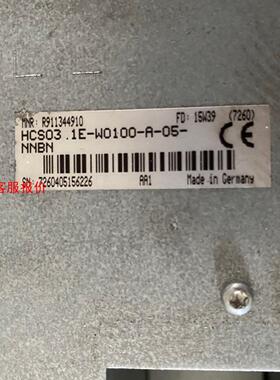 MNR: R911344910 FD: 15W39 (7260)
HCS03.1E-W0100-A-05-
NNBN
客服报价
SN: 7260405156226 AA1 Made in Germany